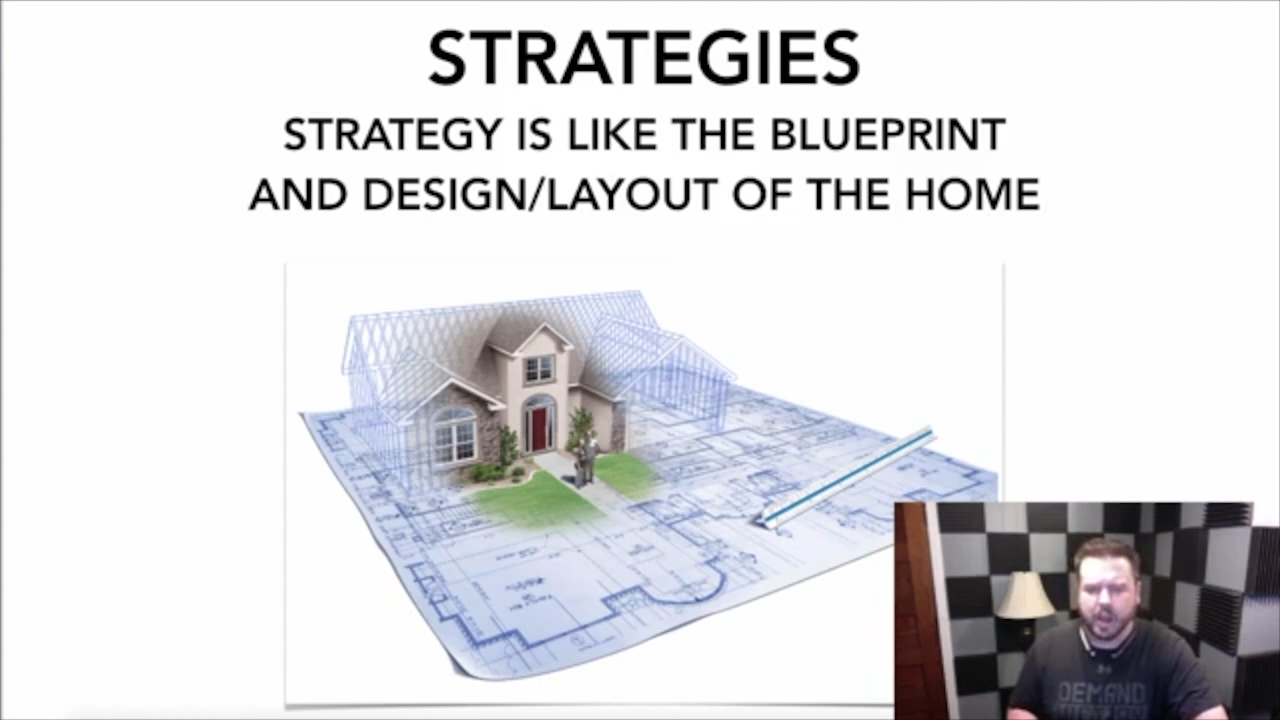 STRATEGIES
STRATEGY IS LIKE THE BLUEPRINT
AND DESIGN/LAYOUT OF THE HOME
DEMAND